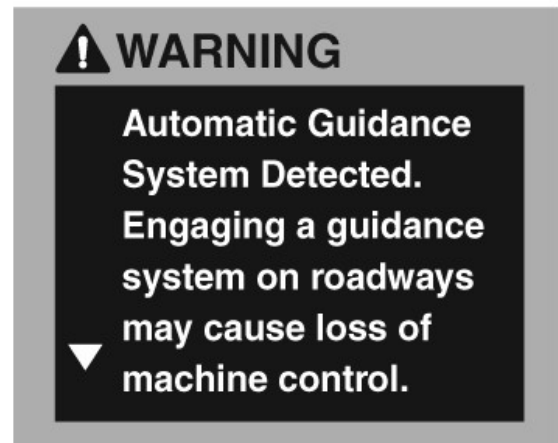 WARNING
Automatic Guidance
System Detected.
Engaging a guidance
system on roadways
may cause loss of
machine control.